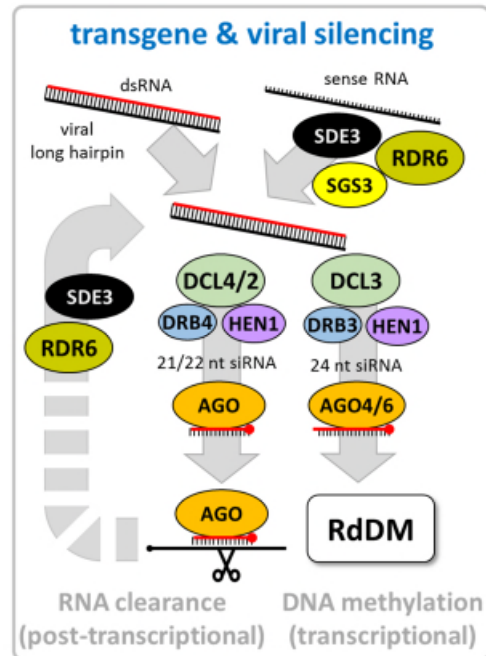 transgene & viral silencing
dsRNA
sense RNA
viral
long hairpin
SDE3
RDR6
SGS3
DCL4/2
DCL3
SDE3
DRB4
HEN1
DRB3
HEN1
RDR6
21/22 nt siRNA
24 nt siRNA
AGO
AGO4/6
AGO
RdDM
RNA clearance
(post-transcriptional)
DNA methylation
(transcriptional)